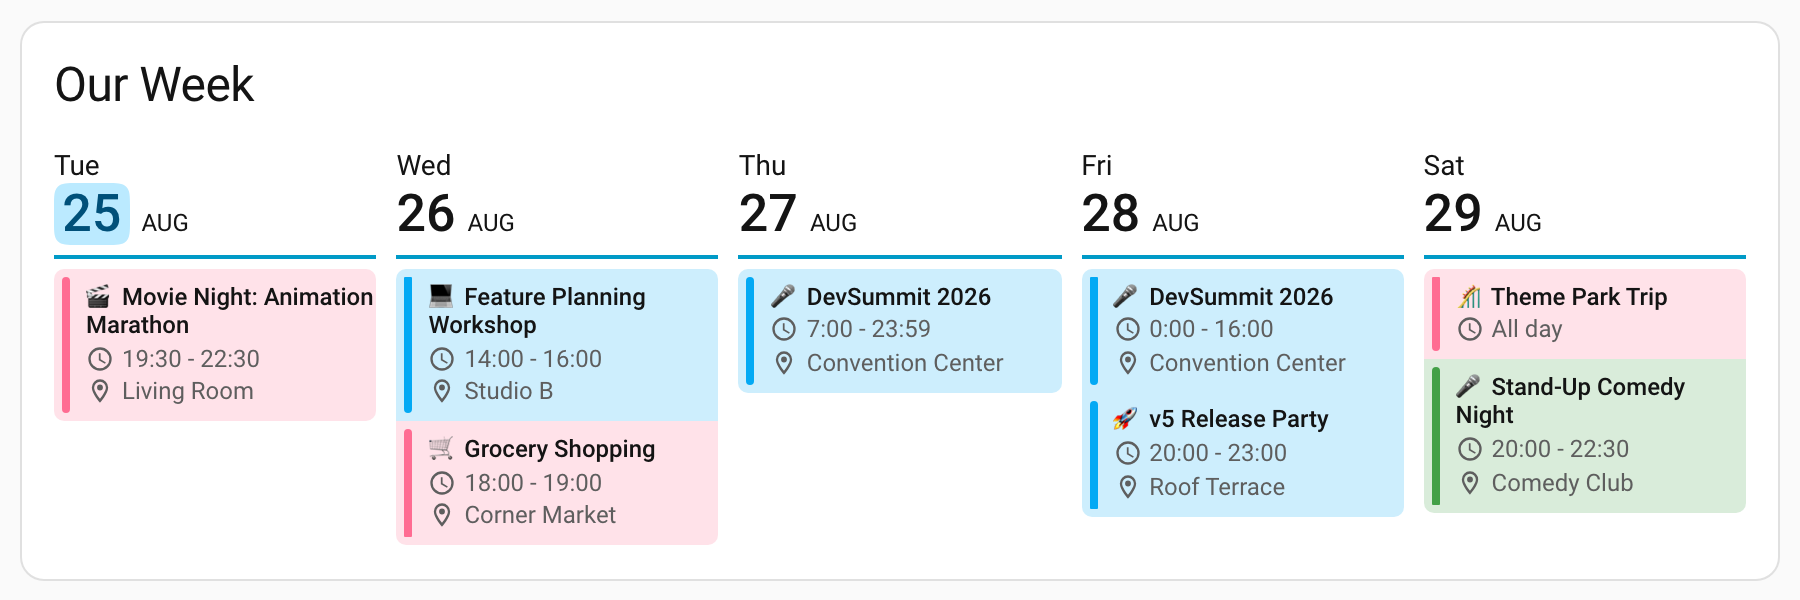 Our Week
Tue
25 AUG
🎬 Movie Night: Animation
Marathon
19:30 - 22:30
Living Room
Wed
26 AUG
💻 Feature Planning
Workshop
14:00 - 16:00
Studio B
🛒 Grocery Shopping
18:00 - 19:00
Corner Market
Thu
27 AUG
🎤 DevSummit 2026
7:00 - 23:59
Convention Center
Fri
28 AUG
🎤 DevSummit 2026
0:00 - 16:00
Convention Center
🚀 v5 Release Party
20:00 - 23:00
Roof Terrace
Sat
29 AUG
🎢 Theme Park Trip
All day
🎤 Stand-Up Comedy
Night
20:00 - 22:30
Comedy Club